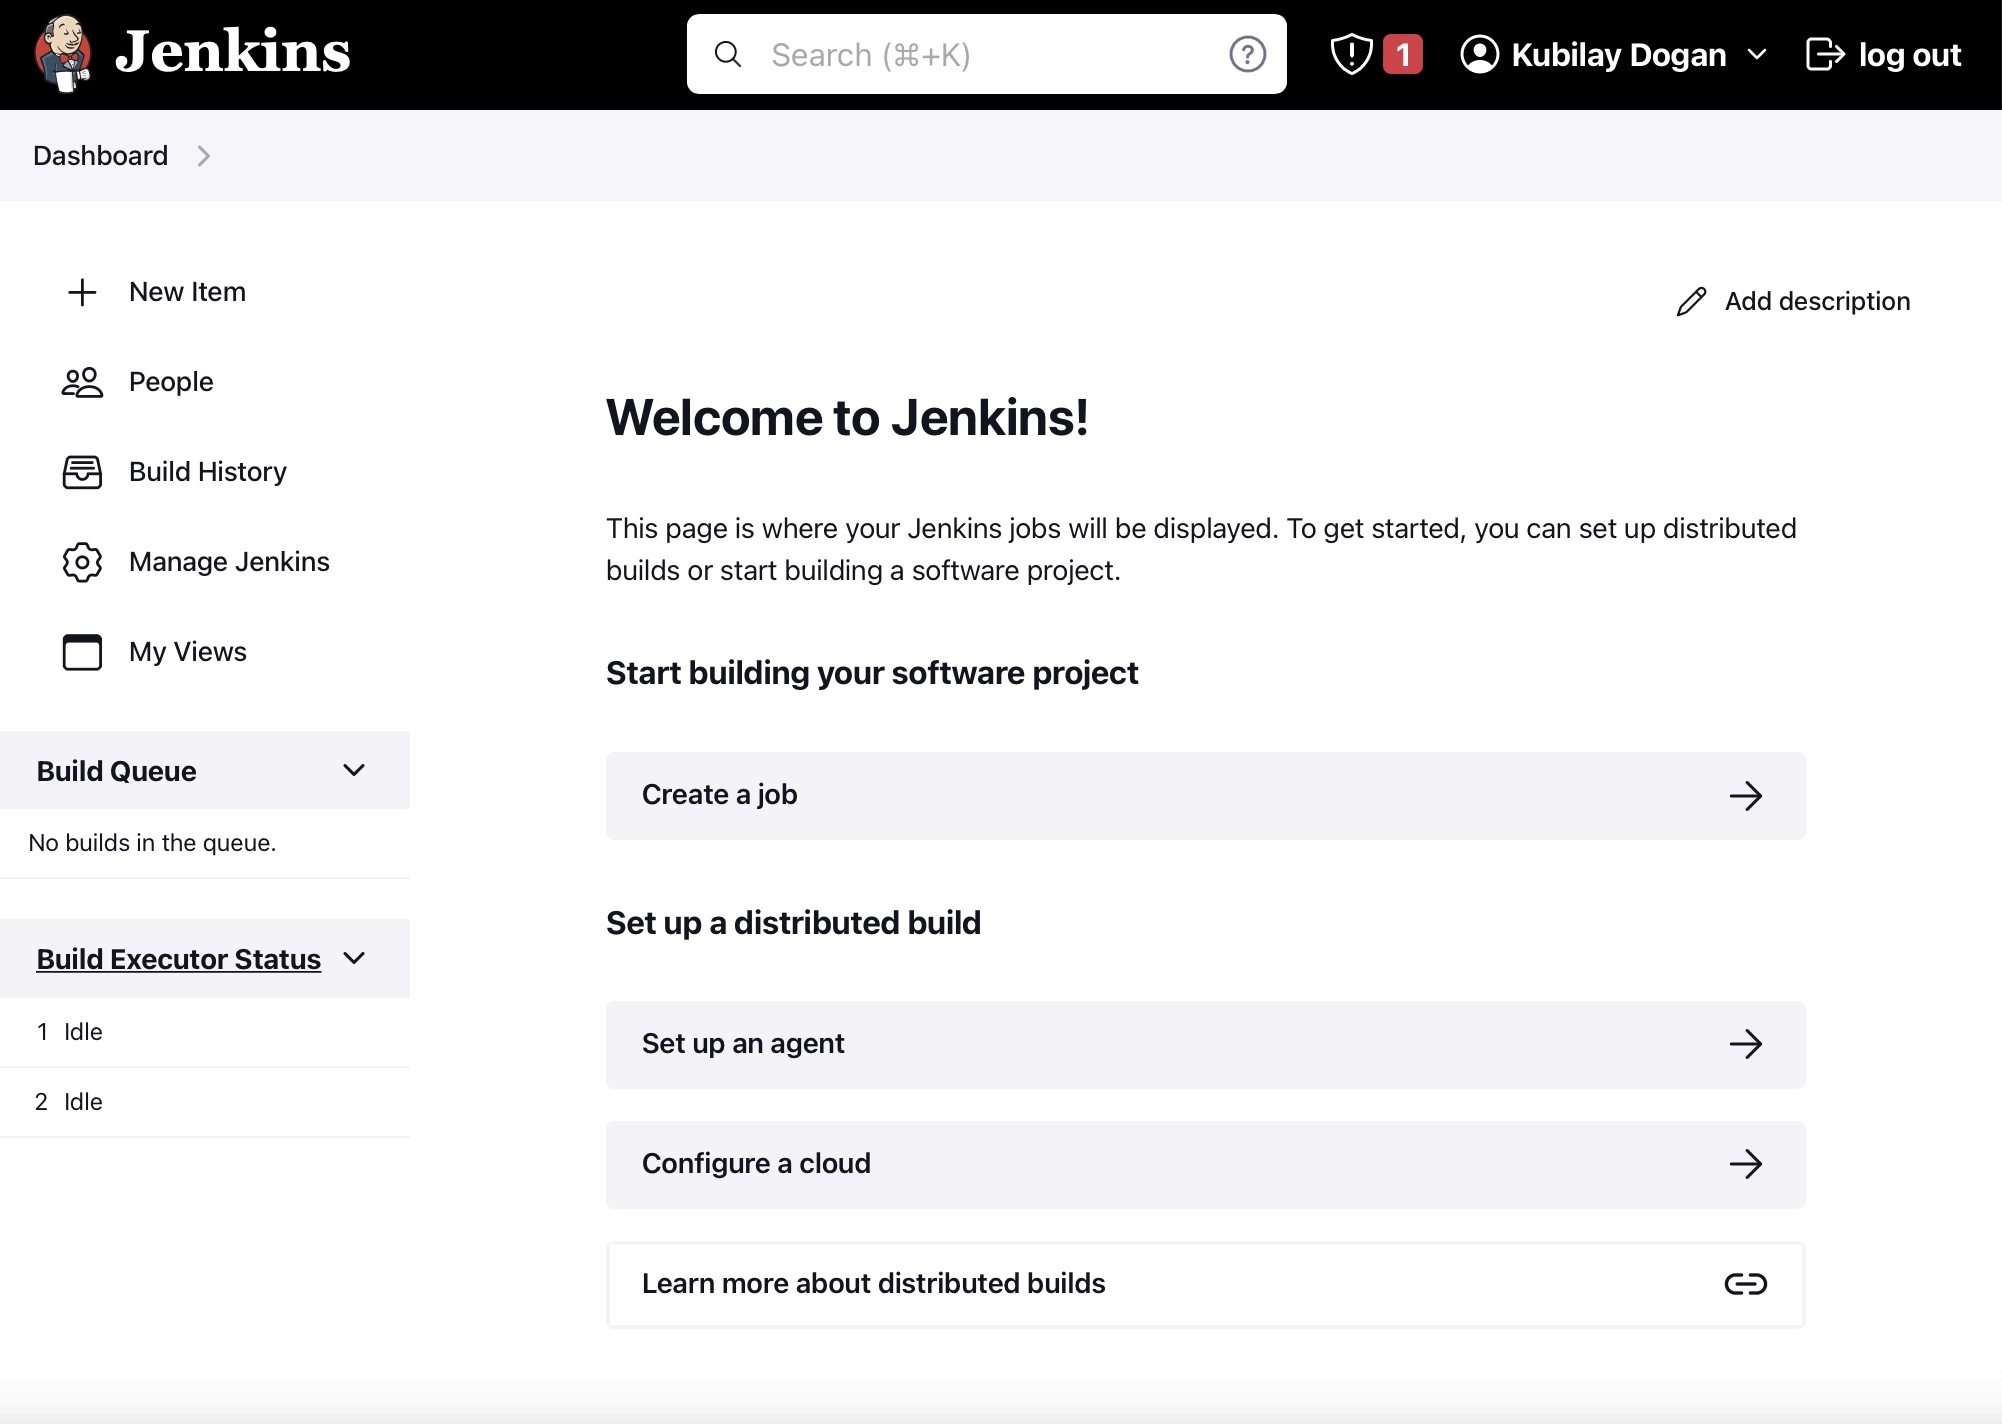 Jenkins
Search (⌘+K)
1
Kubilay Dogan
log out
Dashboard
New Item
People
Build History
Manage Jenkins
My Views
Build Queue
No builds in the queue.
Build Executor Status
1 Idle
2 Idle
Add description
Welcome to Jenkins!
This page is where your Jenkins jobs will be displayed. To get started, you can set up distributed
builds or start building a software project.
Start building your software project
Create a job
Set up a distributed build
Set up an agent
Configure a cloud
Learn more about distributed builds